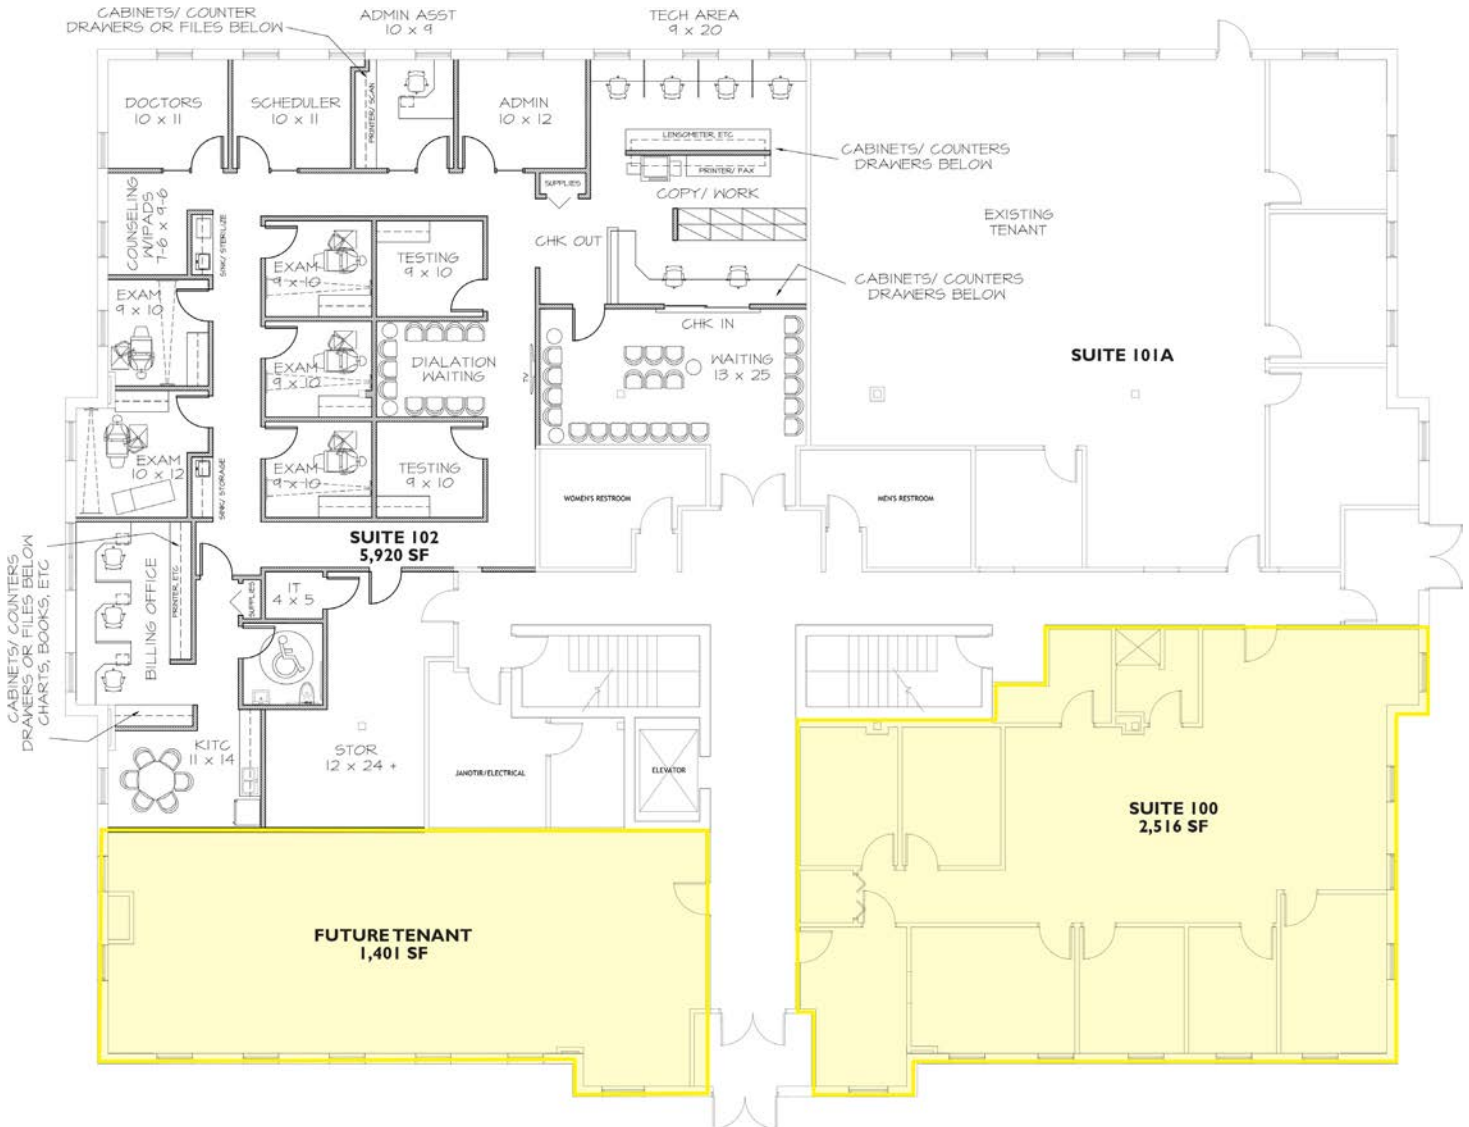 CABINETS/ COUNTER
DRAWERS OR FILES BELOW
ADMIN ASST
10 x 9
TECH AREA
9 x 20
DOCTORS
10 x 11
SCHEDULER
10 x 11
PRINTER/ SCAN
ADMIN
10 x 12
LENSOMETER, ETC
PRINTER/ FAX
CABINETS/ COUNTERS
DRAWERS BELOW
COUNSELING
W/IPADS
7-6 x 9-6
SINK/ STERILIZE
SUPPLIES
COPY/ WORK
EXISTING
TENANT
CHK OUT
EXAM
9 x 10
TESTING
9 x 10
CABINETS/ COUNTERS
DRAWERS BELOW
EXAM
9 x 10
CHK IN
EXAM
9 x 10
DIALATION
WAITING
TV
WAITING
13 x 25
SUITE 101A
EXAM
10 x 12
SINK/ STORAGE
EXAM
9 x 10
TESTING
9 x 10
WOMEN'S RESTROOM
MEN'S RESTROOM
SUITE 102
5,920 SF
CABINETS/ COUNTERS
DRAWERS OR FILES BELOW
CHARTS, BOOKS, ETC
BILLING OFFICE
PRINTER, ETC
SUPPLIES
IT
4 x 5
KITC
11 x 14
STOR
12 x 24 +
JANOTIR/ELECTRICAL
ELEVATOR
SUITE 100
2,516 SF
FUTURE TENANT
1,401 SF